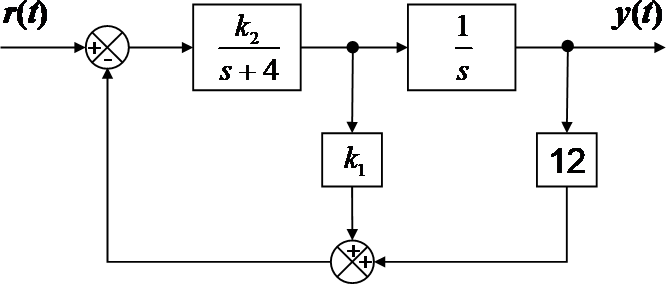 r(t) y(t)
k₂ 1
+ s + 4 s
-
k₁ 12
+
+